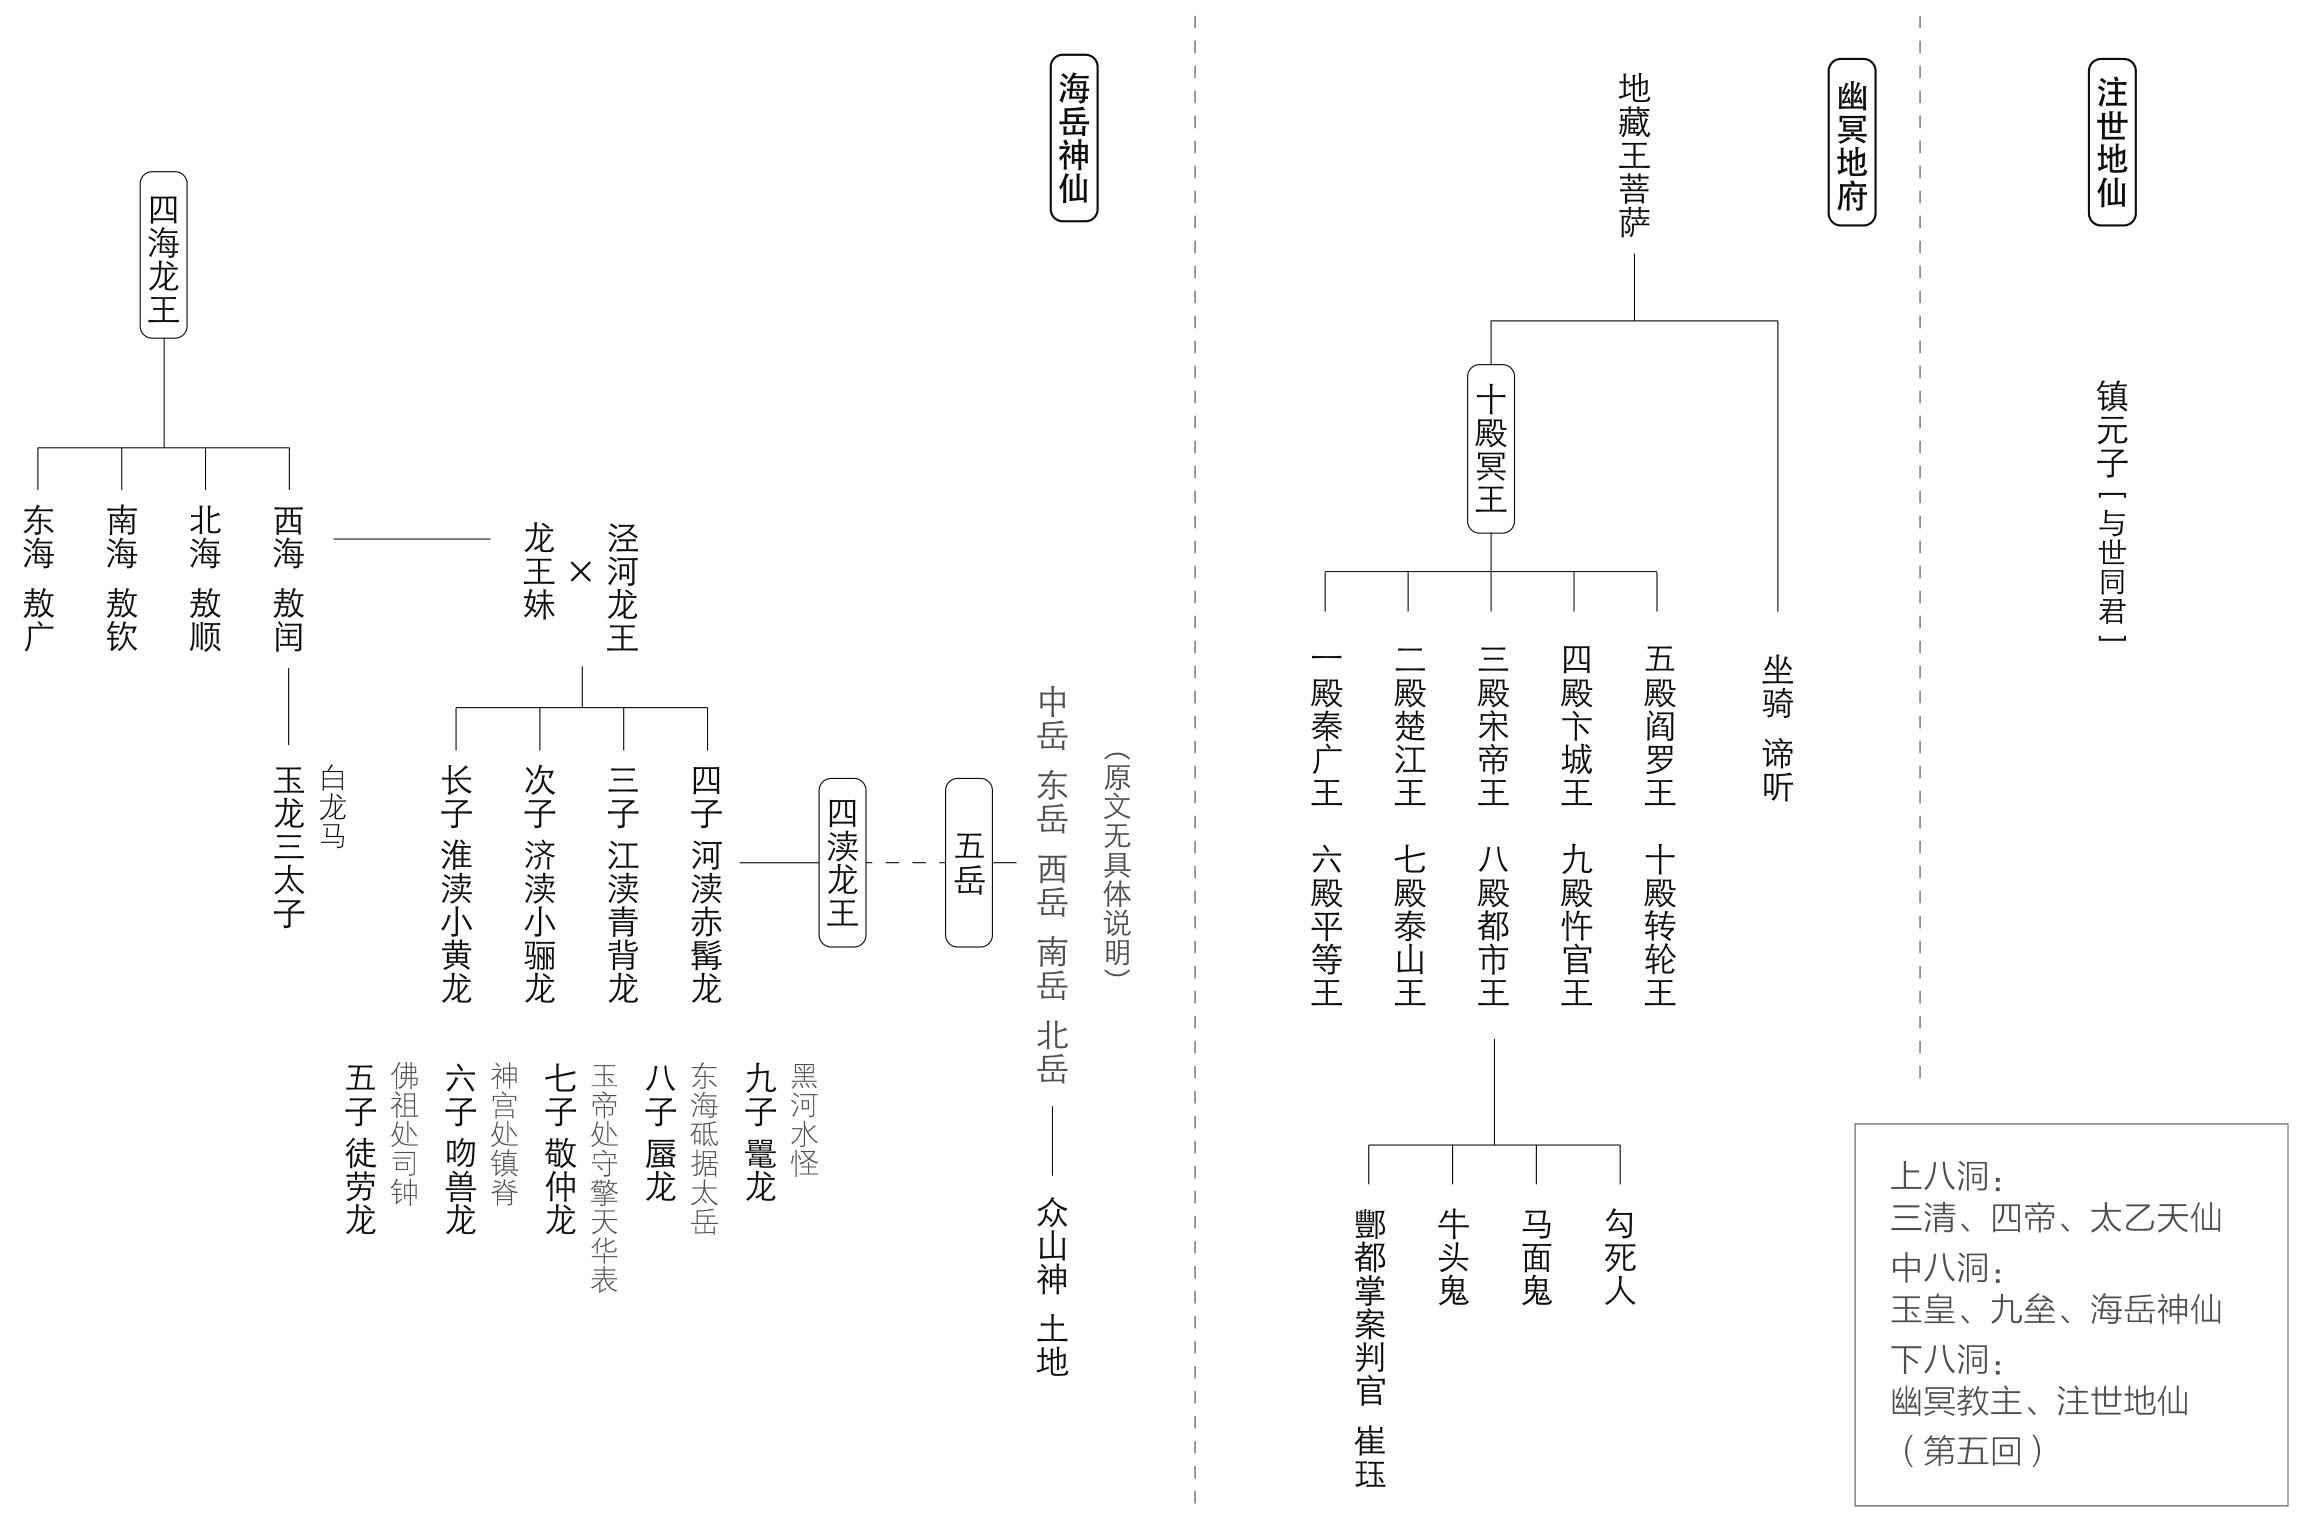 注世地仙
镇元子[与世同君]
幽冥地府
地藏王菩萨
十殿冥王
一殿秦广王
二殿楚江王
三殿宋帝王
四殿卞城王
五殿阎罗王
六殿平等王
七殿泰山王
八殿都市王
九殿忤官王
十殿转轮王
坐骑 谛听
酆都掌案判官 崔珏
牛头鬼
马面鬼
勾死人
海岳神仙
四海龙王
东海 敖广
南海 敖钦
北海 敖顺
西海 敖闰
玉龙三太子
白龙马
龙王妹
×
泾河龙王
长子 淮渎小黄龙
次子 济渎小骊龙
三子 江渎青背龙
四子 河渎赤髯龙
四渎龙王
五岳
中岳 东岳 西岳 南岳 北岳
（原文无具体说明）
众山神 土地
五子 徒劳龙
佛祖处司钟
六子 吻兽龙
神宫处镇脊
七子 敬仲龙
玉帝处守擎天华表
八子 蜃龙
东海砥据太岳
九子 鼍龙
黑河水怪
上八洞：
三清、四帝、太乙天仙
中八洞：
玉皇、九垒、海岳神仙
下八洞：
幽冥教主、注世地仙
（第五回）